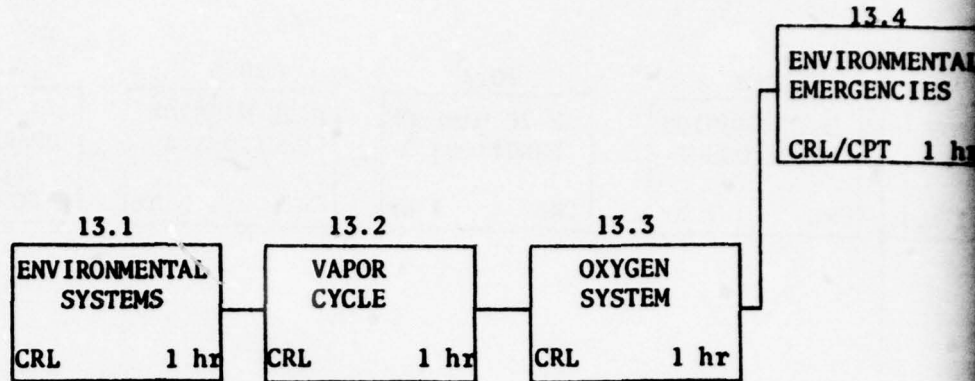 13.4
ENVIRONMENTAL
EMERGENCIES
CRL/CPT 1 hr
13.1
ENVIRONMENTAL
SYSTEMS
CRL 1 hr
13.2
VAPOR
CYCLE
CRL 1 hr
13.3
OXYGEN
SYSTEM
CRL 1 hr